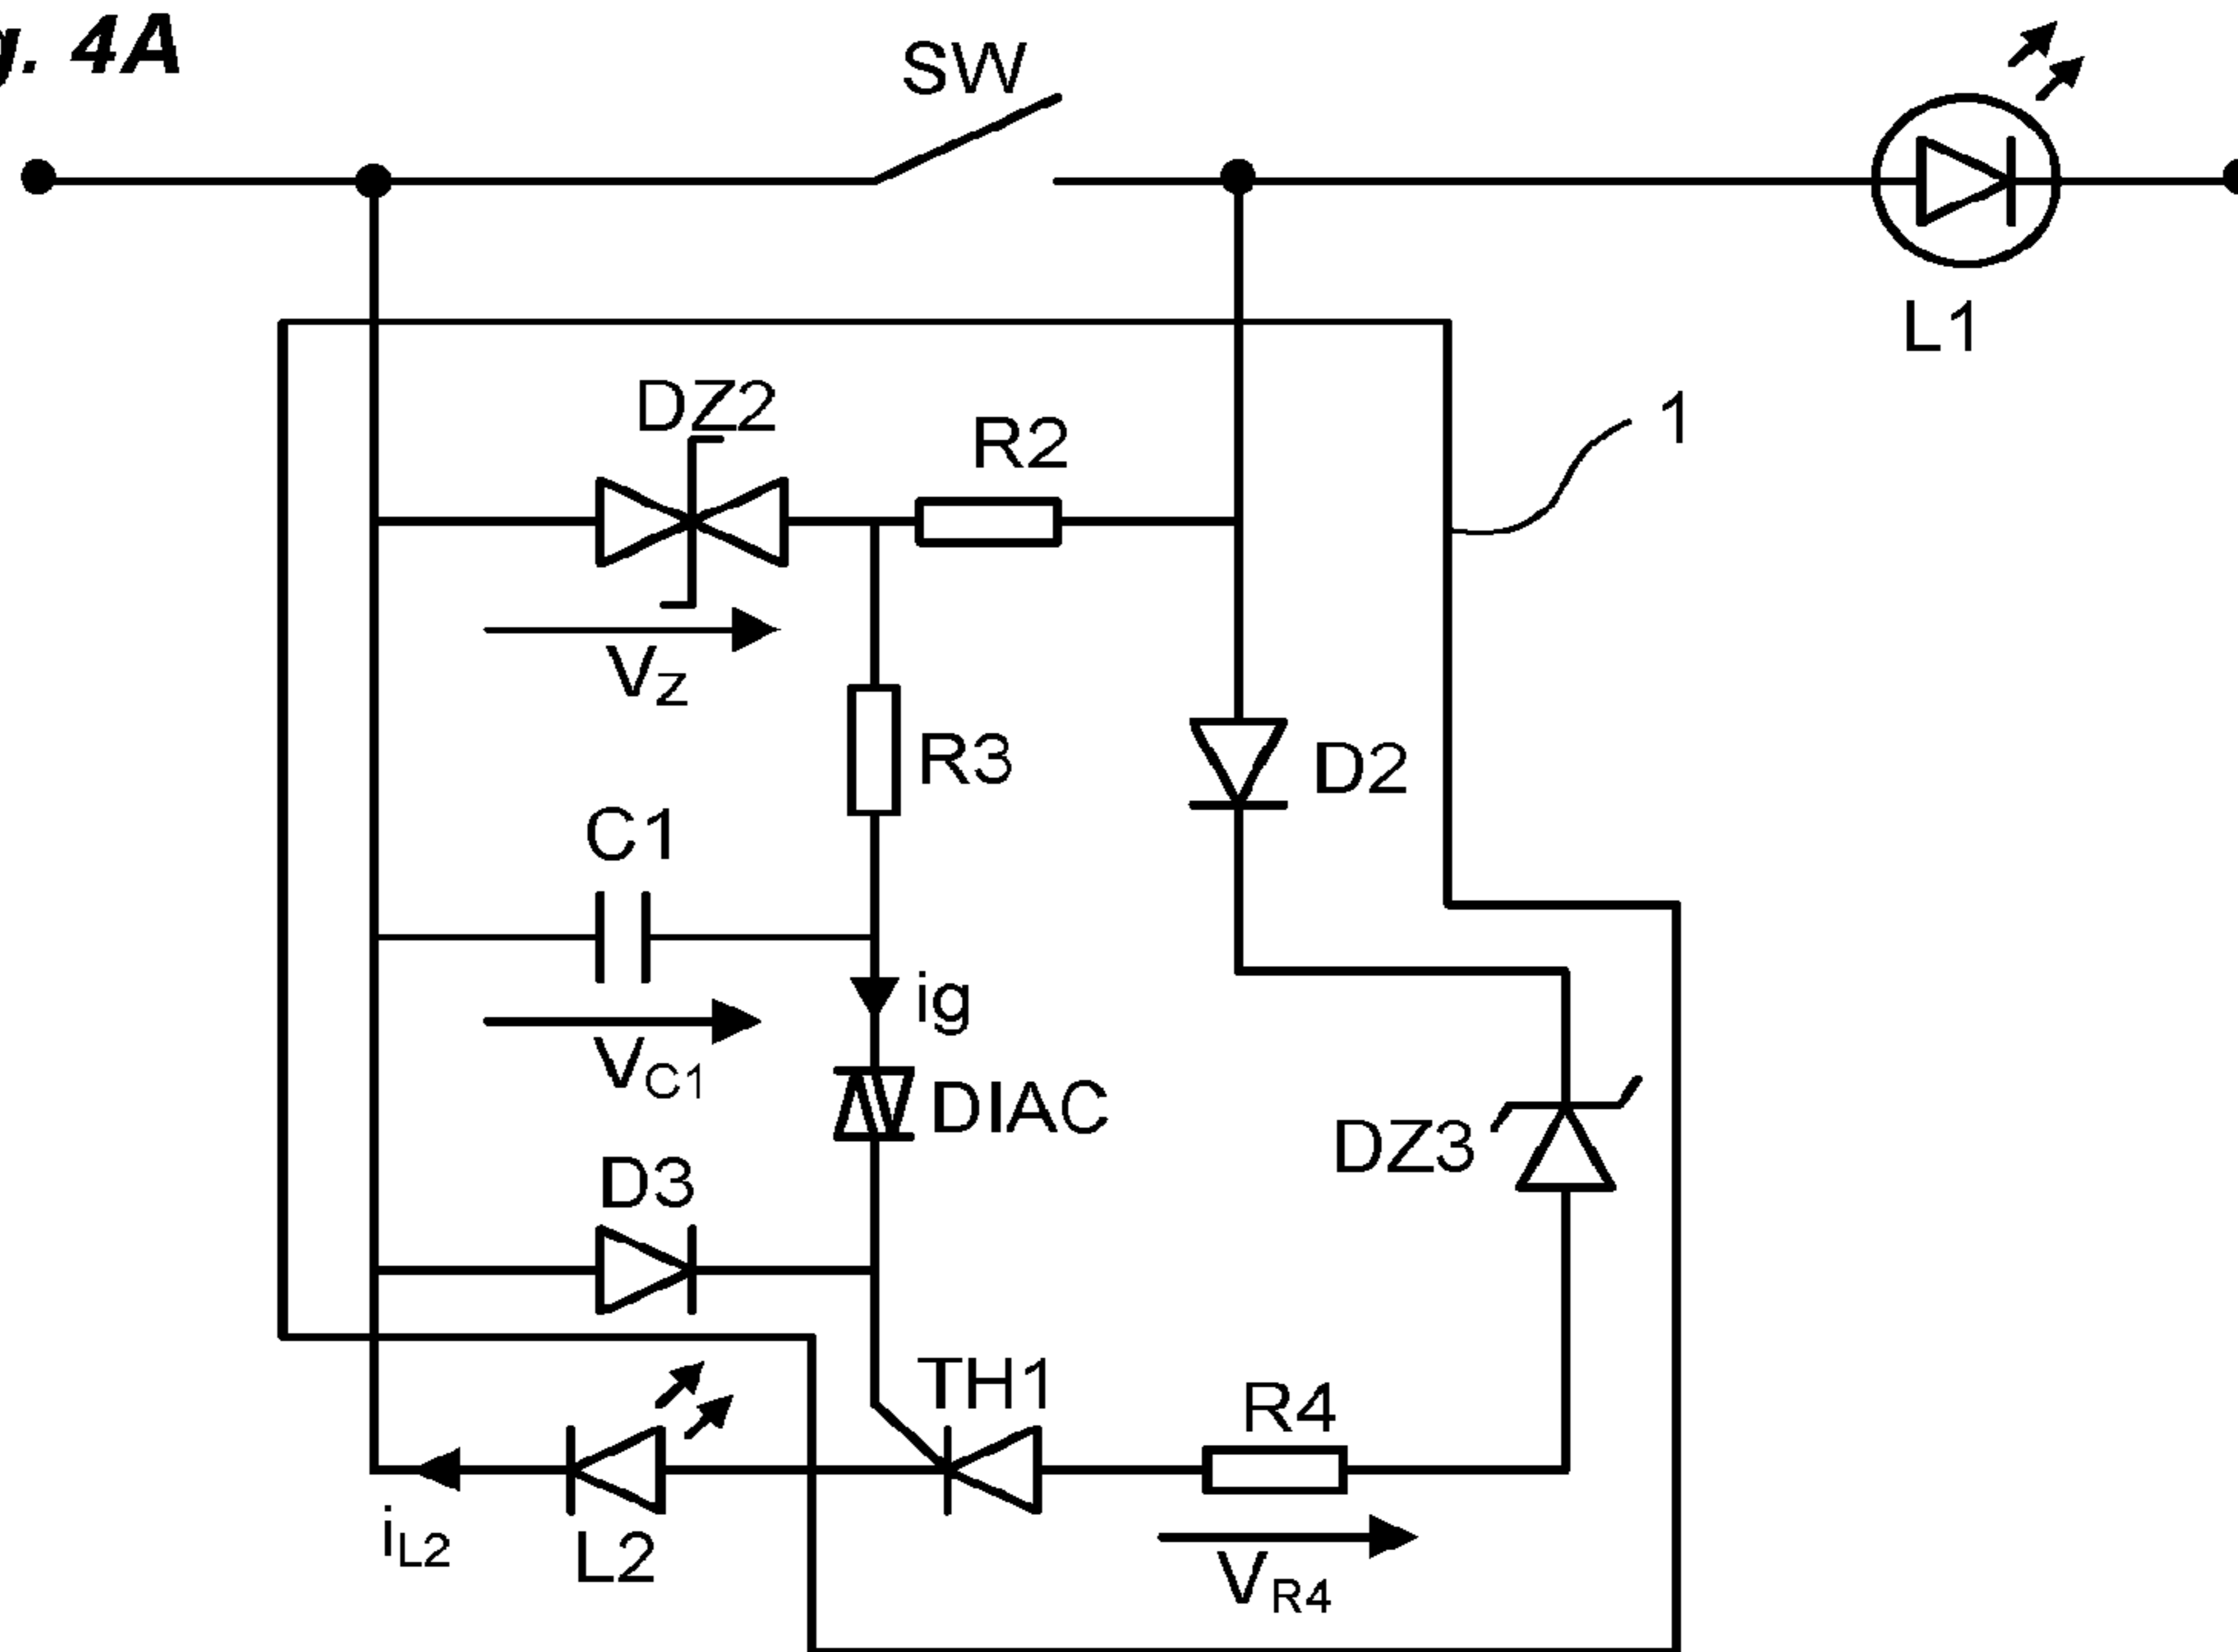 4A
SW
L1
DZ2
R2
1
VZ
R3
D2
C1
ig
VC1
DIAC
DZ3
D3
TH1
R4
iL2
L2
VR4